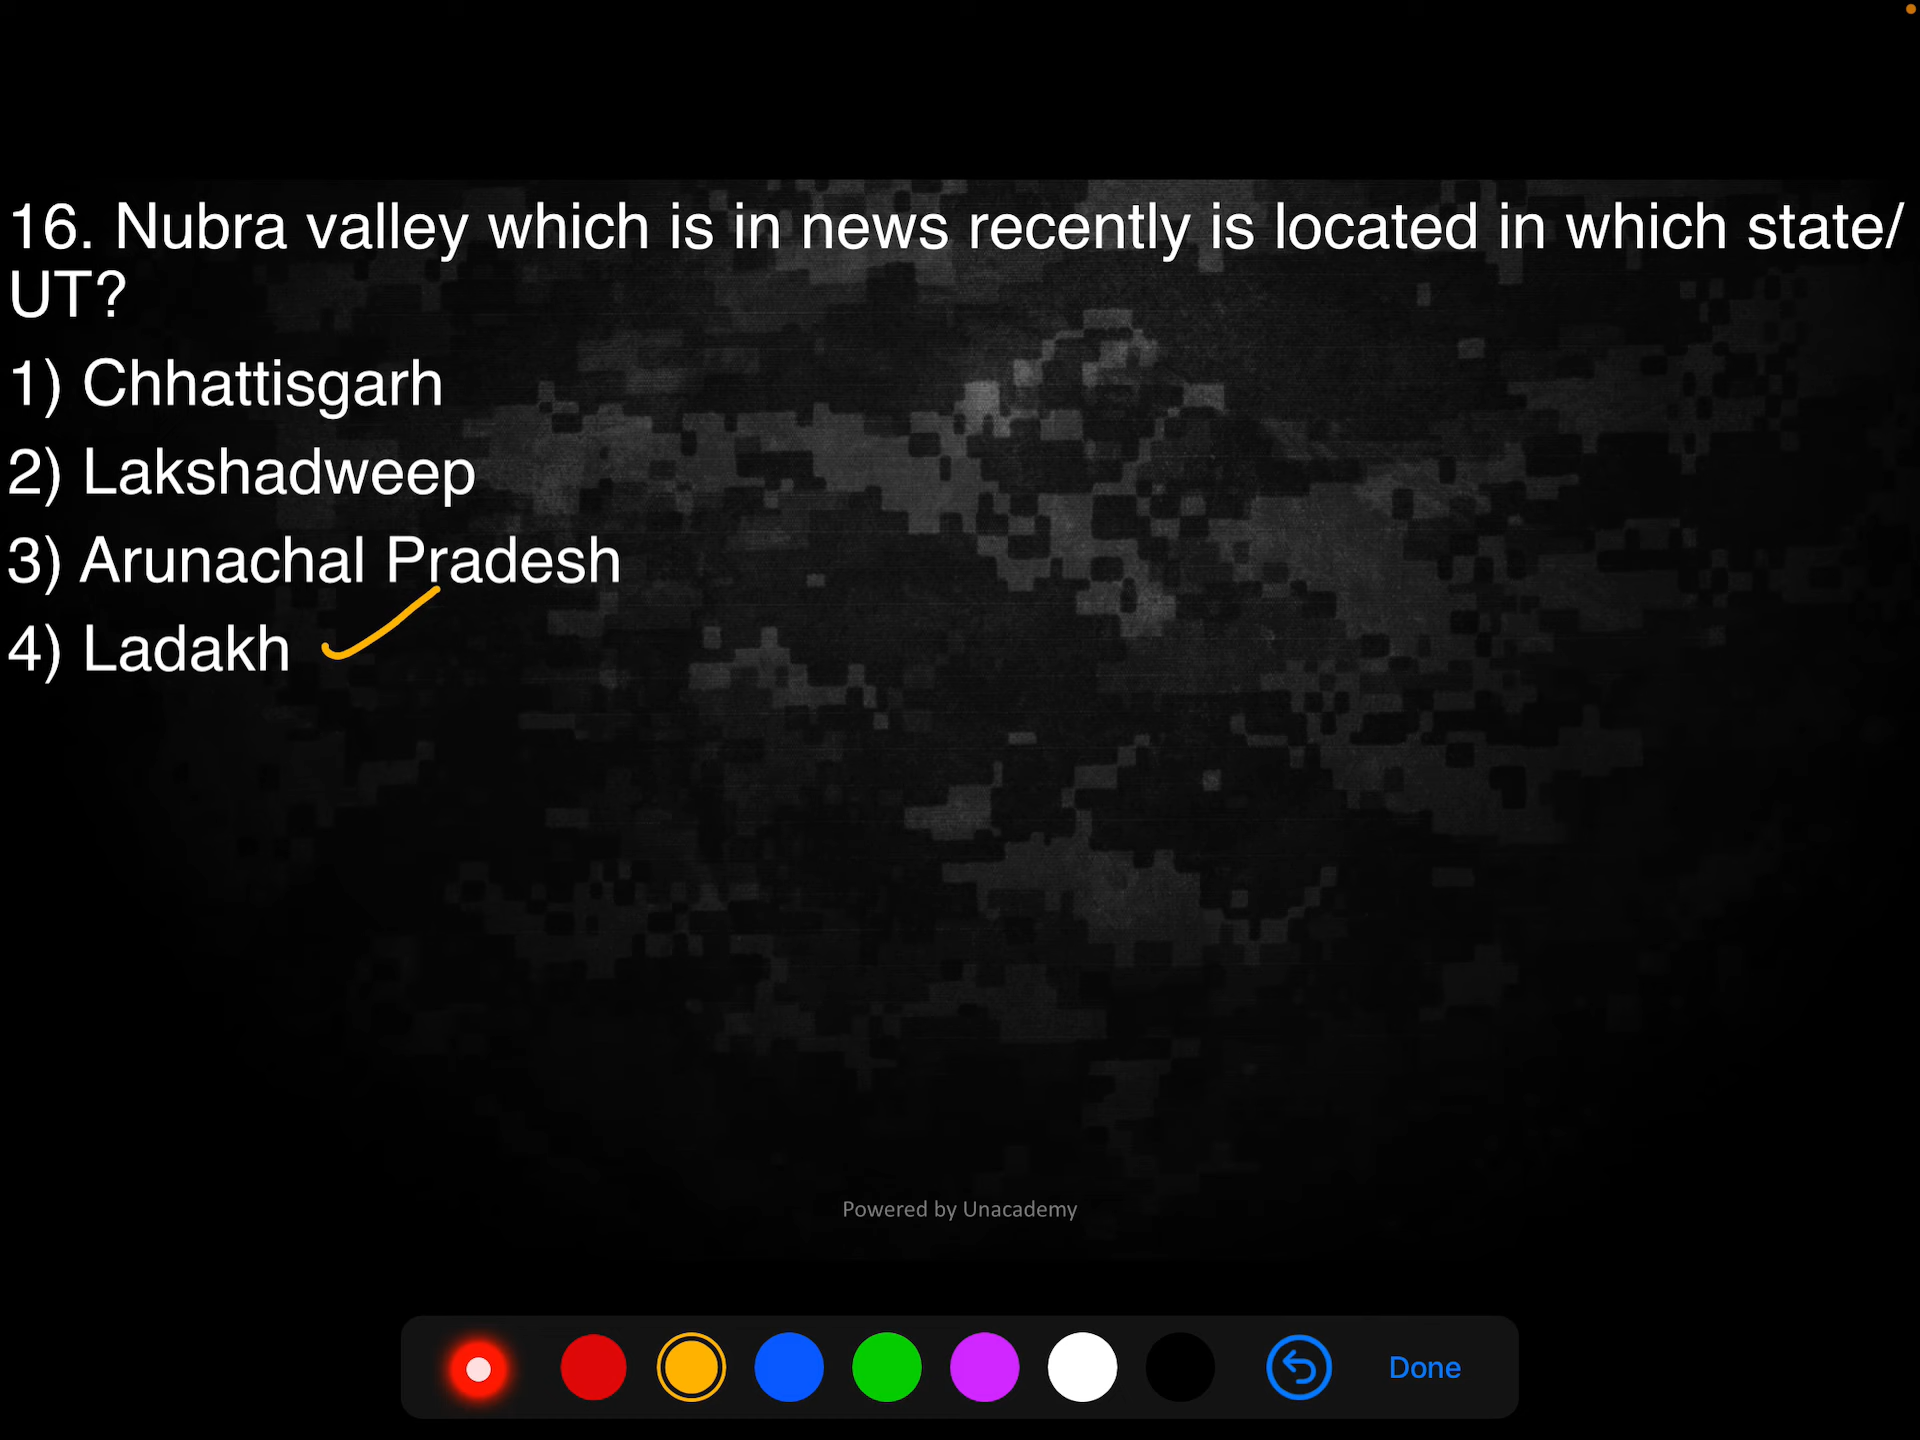 16. Nubra valley which is in news recently is located in which state/
UT?
1) Chhattisgarh
2) Lakshadweep
3) Arunachal Pradesh
4) Ladakh
Powered by Unacademy
Done